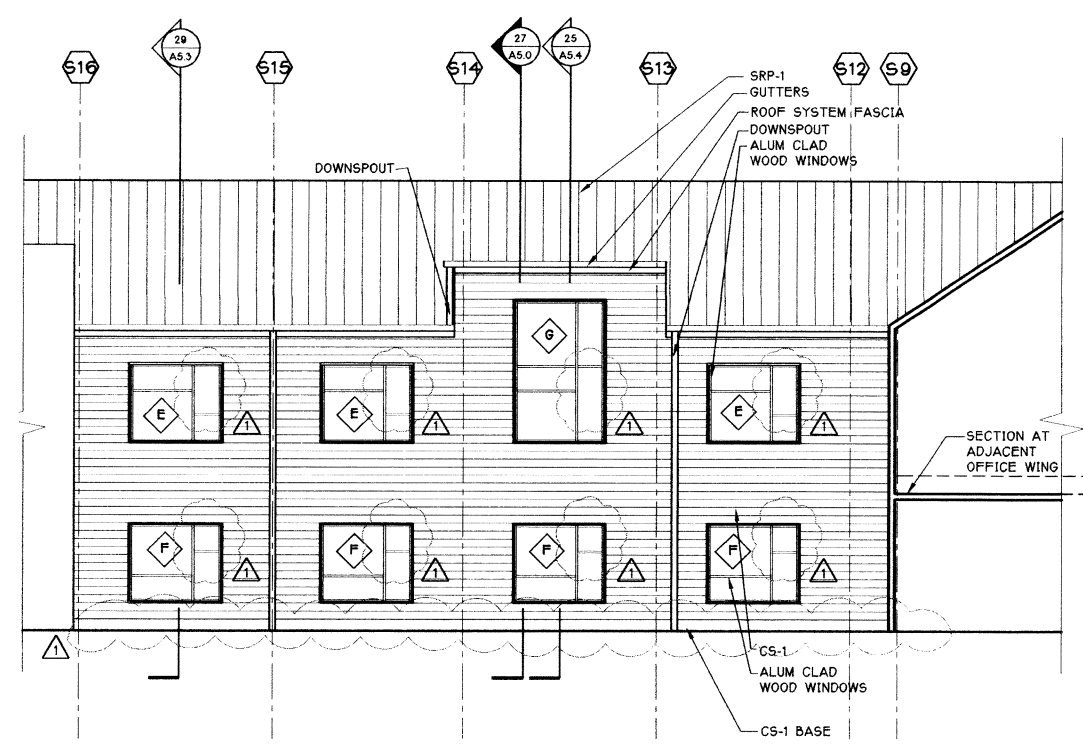 29
A5.3
27
A5.0
25
A5.4
S16
S15
S14
S13
S12
S9
SRP-1
GUTTERS
ROOF SYSTEM FASCIA
DOWNSPOUT
ALUM CLAD
WOOD WINDOWS
DOWNSPOUT
G
E
1
E
1
1
E
1
SECTION AT
ADJACENT
OFFICE WING
F
1
F
1
F
1
F
1
1
CS-1
ALUM CLAD
WOOD WINDOWS
CS-1 BASE